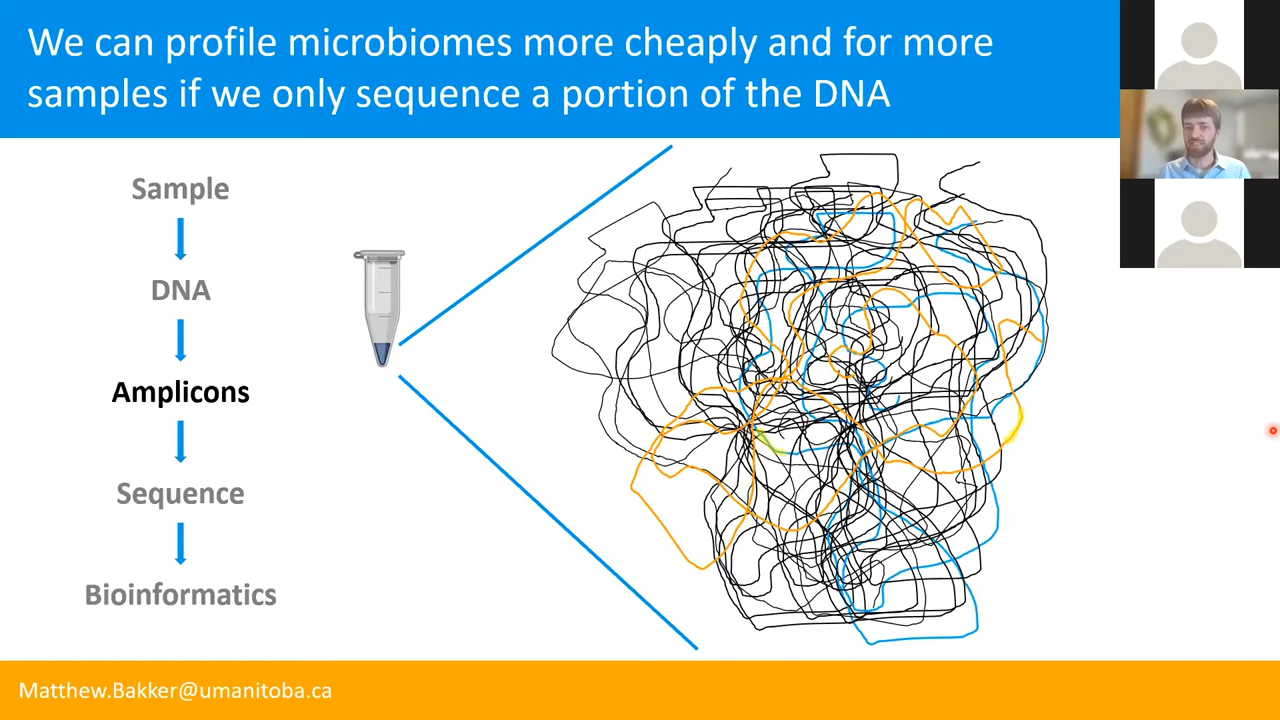 We can profile microbiomes more cheaply and for more
samples if we only sequence a portion of the DNA
Sample
DNA
Amplicons
Sequence
Bioinformatics
Matthew.Bakker@umanitoba.ca